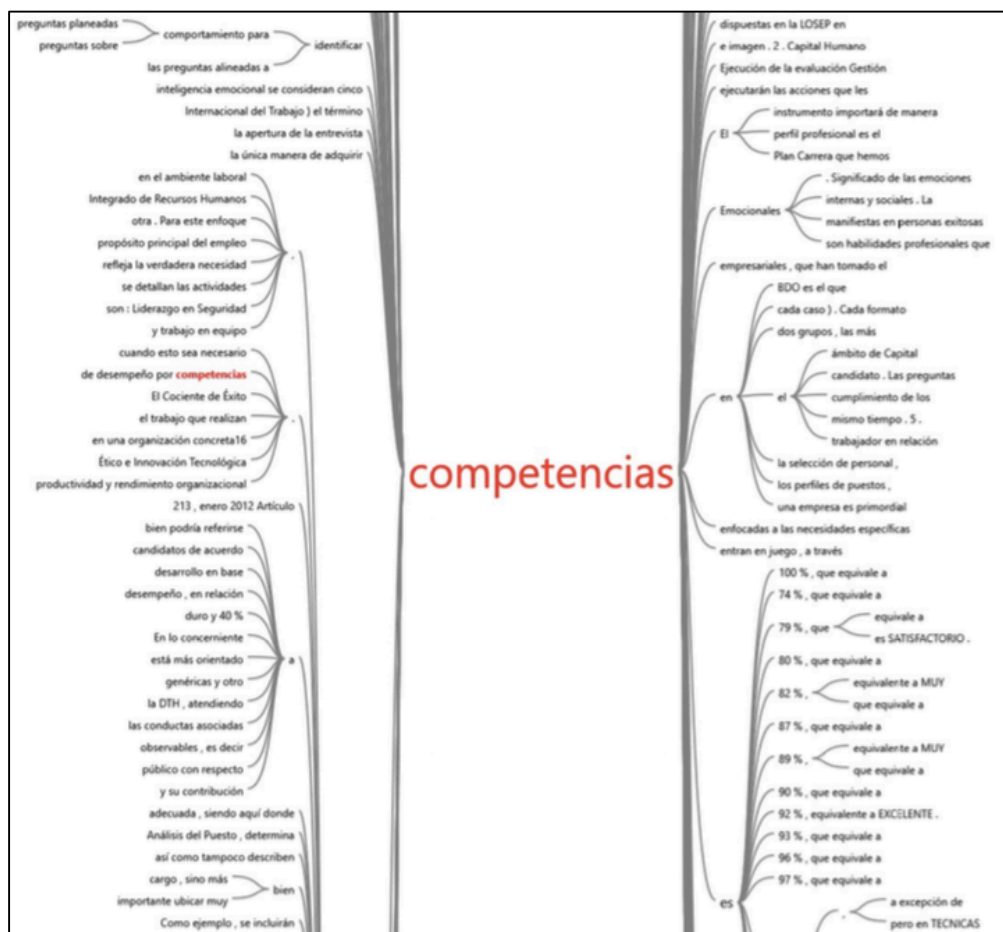 preguntas planeadas
preguntas sobre
comportamiento para
las preguntas alineadas a
identificar
inteligencia emocional se consideran cinco
Internacional del Trabajo ) el término
la apertura de la entrevista
la única manera de adquirir
en el ambiente laboral
Integrado de Recursos Humanos
otra . Para este enfoque
propósito principal del empleo
refleja la verdadera necesidad
se detallan las actividades
son : Liderazgo en Seguridad
y trabajo en equipo
,
cuando esto sea necesario
de desempeño por competencias
El Cociente de Éxito
el trabajo que realizan
en una organización concreta16
Ético e Innovación Tecnológica
productividad y rendimiento organizacional
.
213 , enero 2012 Artículo
bien podría referirse
candidatos de acuerdo
desarrollo en base
desempeño , en relación
duro y 40 %
En lo concerniente
está más orientado
genéricas y otro
la DTH , atendiendo
las conductas asociadas
observables , es decir
público con respecto
y su contribución
a
adecuada , siendo aquí donde
Análisis del Puesto , determina
así como tampoco describen
cargo , sino más
importante ubicar muy
bien
Como ejemplo , se incluirán
competencias
dispuestas en la LOSEP en
e imagen . 2 . Capital Humano
Ejecución de la evaluación Gestión
ejecutarán las acciones que les
El
instrumento importará de manera
perfil profesional es el
Plan Carrera que hemos
Emocionales
. Significado de las emociones
internas y sociales . La
manifiestas en personas exitosas
son habilidades profesionales que
empresariales , que han tomado el
en
BDO es el que
cada caso ) . Cada formato
dos grupos , las más
el
ámbito de Capital
candidato . Las preguntas
cumplimiento de los
mismo tiempo . 5 .
trabajador en relación
la selección de personal ,
los perfiles de puestos ,
una empresa es primordial
enfocadas a las necesidades específicas
entran en juego , a través
es
100 % , que equivale a
74 % , que equivale a
79 % , que
equivale a
es SATISFACTORIO .
80 % , que equivale a
82 % ,
equivalente a MUY
que equivale a
87 % , que equivale a
89 % ,
equivalente a MUY
que equivale a
90 % , que equivale a
92 % , equivalente a EXCELENTE .
93 % , que equivale a
96 % , que equivale a
97 % , que equivale a
,
a excepción de
pero en TECNICAS